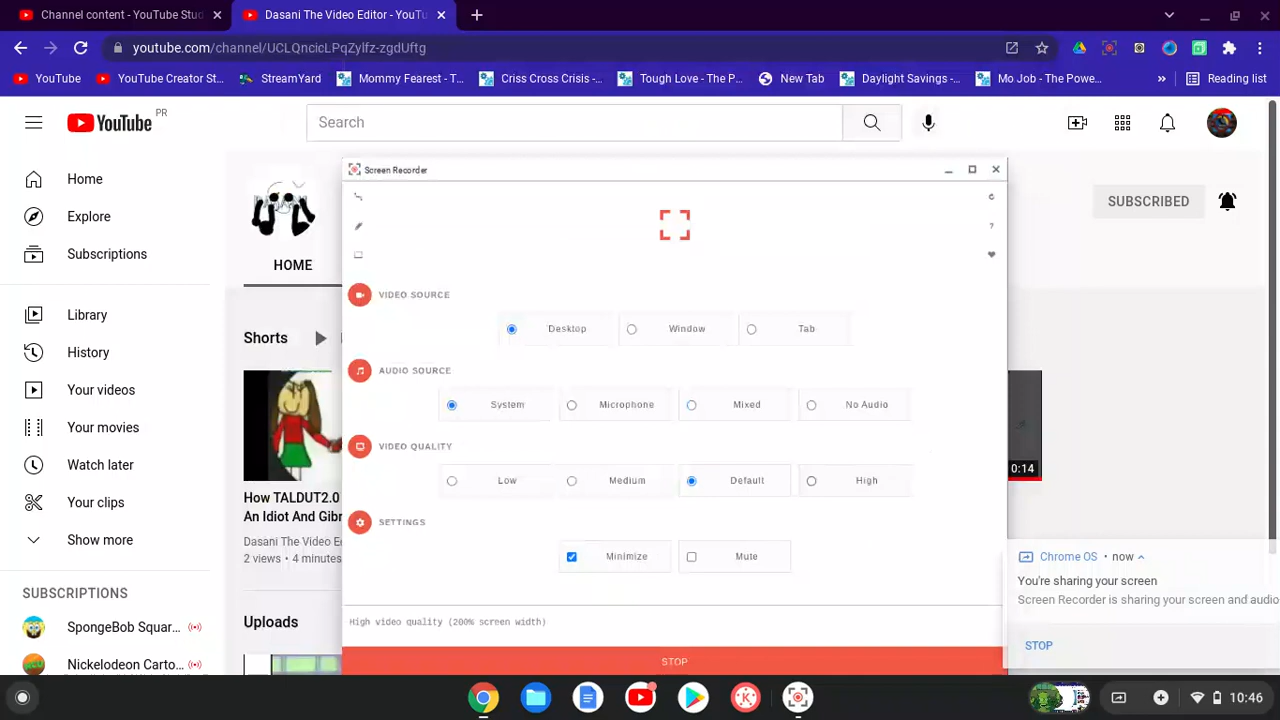 Channel content - YouTube Stud
Dasani The Video Editor - YouTu
youtube.com/channel/UCLQncicLPqZylfz-zgdUftg
YouTube
YouTube Creator St...
StreamYard
Mommy Fearest - T...
Criss Cross Crisis -...
Tough Love - The P...
New Tab
Daylight Savings -...
Mo Job - The Powe...
»
Reading list
YouTube PR
Search
Home
Explore
Subscriptions
Library
History
Your videos
Your movies
Watch later
Your clips
Show more
SUBSCRIPTIONS
SpongeBob Squar...
Nickelodeon Carto...
SUBSCRIBED
HOME
Shorts
0:14
How TALDUT2.0
An Idiot And Gibr
Dasani The Video E
2 views • 4 minutes
Uploads
Screen Recorder
?
VIDEO SOURCE
Desktop
Window
Tab
AUDIO SOURCE
System
Microphone
Mixed
No Audio
VIDEO QUALITY
Low
Medium
Default
High
SETTINGS
Minimize
Mute
High video quality (200% screen width)
STOP
Chrome OS • now
You're sharing your screen
Screen Recorder is sharing your screen and audio
STOP
10:46